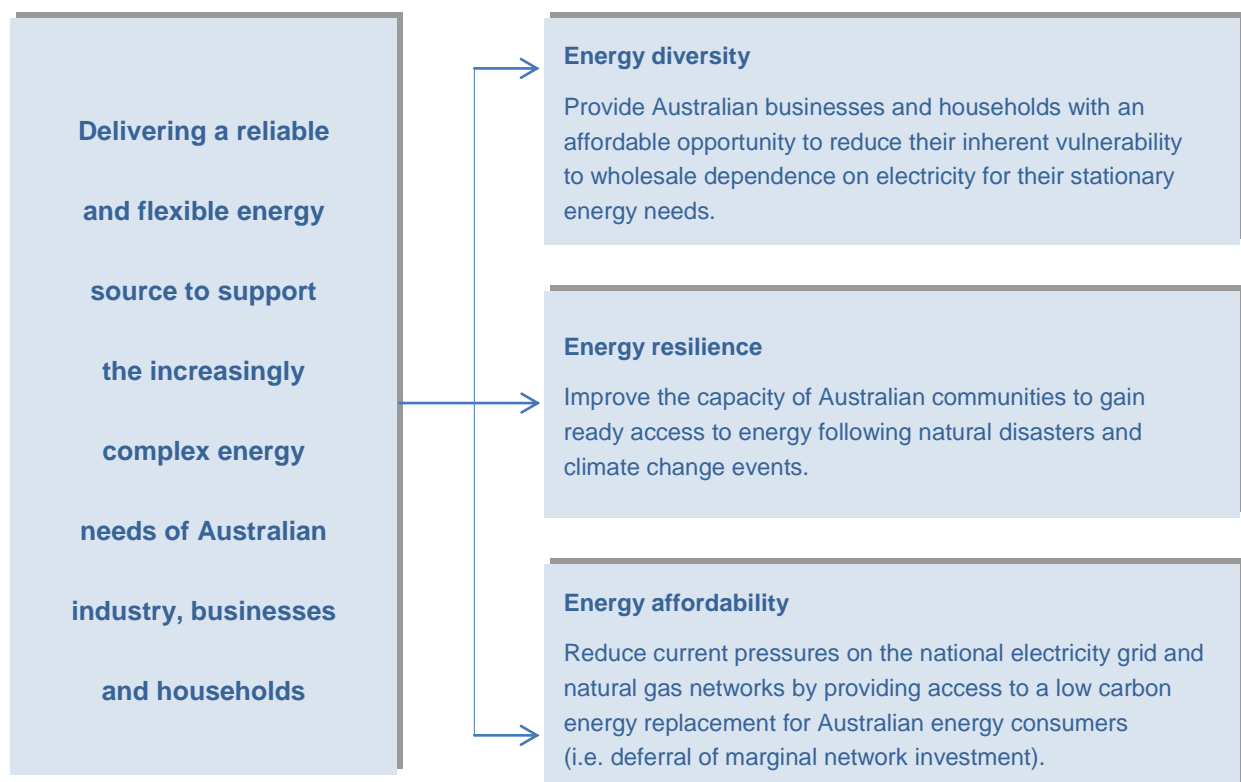 Delivering a reliable
and flexible energy
source to support
the increasingly
complex energy
needs of Australian
industry, businesses
and households
Energy diversity
Provide Australian businesses and households with an
affordable opportunity to reduce their inherent vulnerability
to wholesale dependence on electricity for their stationary
energy needs.
Energy resilience
Improve the capacity of Australian communities to gain
ready access to energy following natural disasters and
climate change events.
Energy affordability
Reduce current pressures on the national electricity grid and
natural gas networks by providing access to a low carbon
energy replacement for Australian energy consumers
(i.e. deferral of marginal network investment).